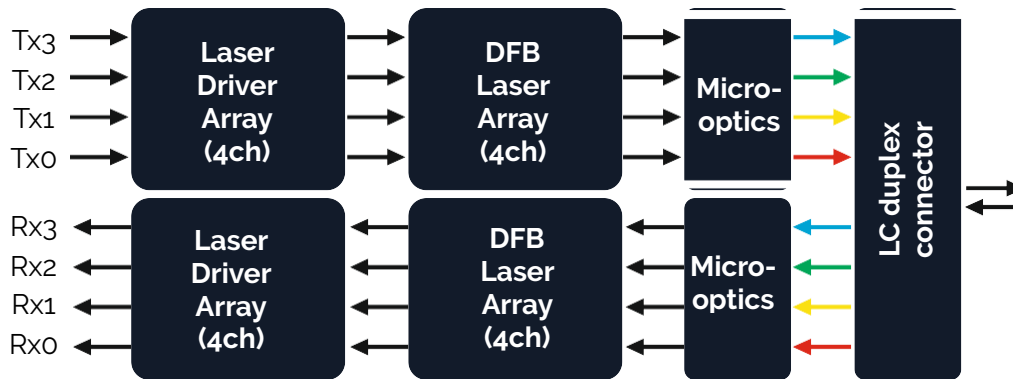 Tx3
Tx2
Tx1
Tx0
Laser
Driver
Array
(4ch)
DFB
Laser
Array
(4ch)
Micro-
optics
LC duplex
connector
Rx3
Rx2
Rx1
Rx0
Laser
Driver
Array
(4ch)
DFB
Laser
Array
(4ch)
Micro-
optics